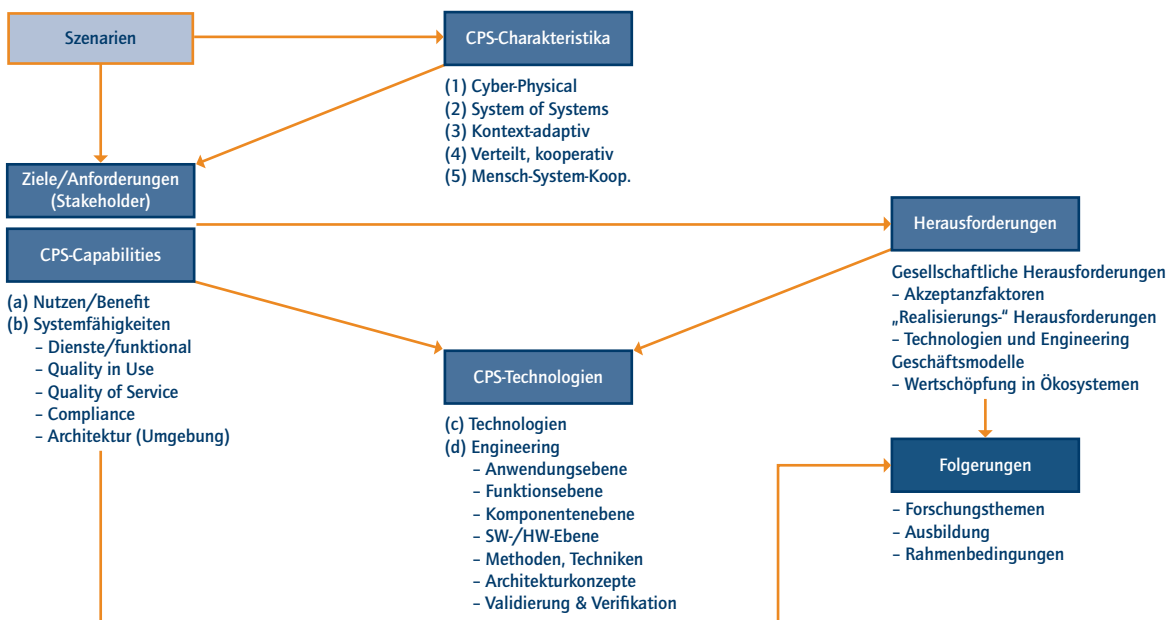 Szenarien
CPS-Charakteristika
(1) Cyber-Physical
(2) System of Systems
(3) Kontext-adaptiv
(4) Verteilt, kooperativ
(5) Mensch-System-Koop.
Ziele/Anforderungen
(Stakeholder)
CPS-Capabilities
(a) Nutzen/Benefit
(b) Systemfähigkeiten
– Dienste/funktional
– Quality in Use
– Quality of Service
– Compliance
– Architektur (Umgebung)
Herausforderungen
Gesellschaftliche Herausforderungen
– Akzeptanzfaktoren
„Realisierungs-“ Herausforderungen
– Technologien und Engineering
Geschäftsmodelle
– Wertschöpfung in Ökosystemen
CPS-Technologien
(c) Technologien
(d) Engineering
– Anwendungsebene
– Funktionsebene
– Komponentenebene
– SW-/HW-Ebene
– Methoden, Techniken
– Architekturkonzepte
– Validierung & Verifikation
Folgerungen
– Forschungsthemen
– Ausbildung
– Rahmenbedingungen